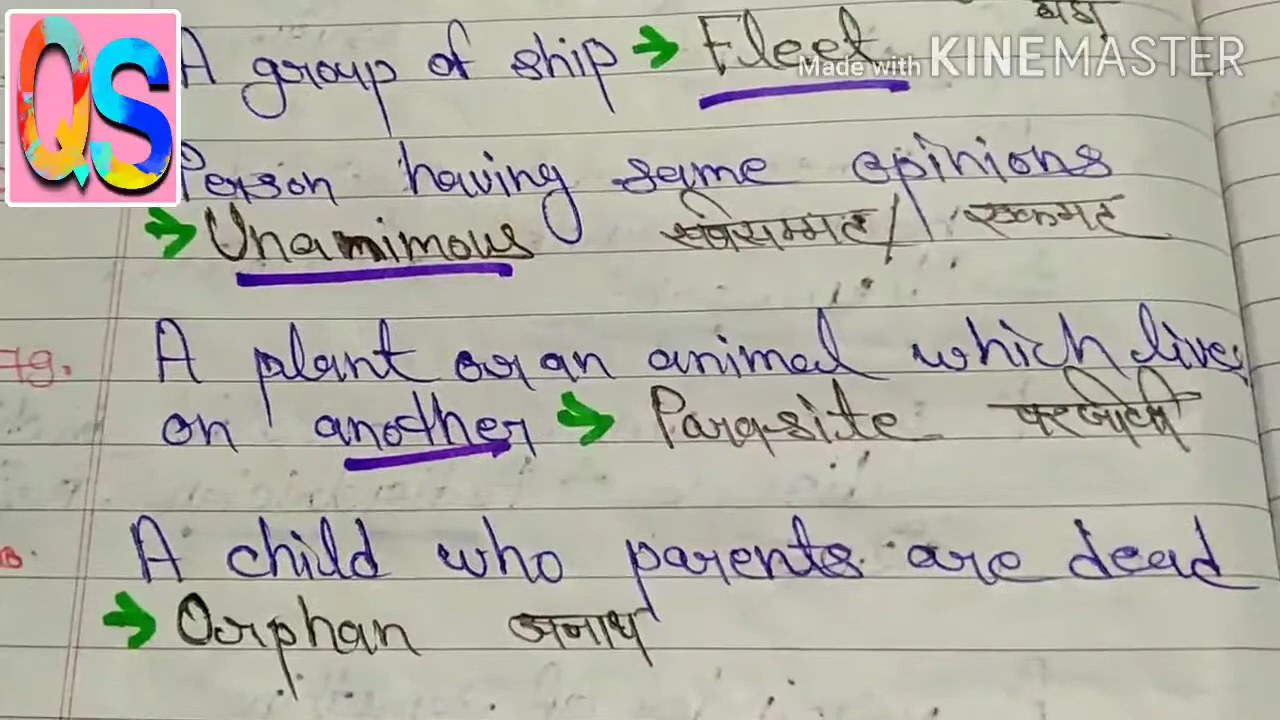 QS
A group of ship → Fleet
Made with KINEMASTER
Person having same opinions
→ Unanimous सर्वसम्मत / एकमत
79.
A plant or an animal which lives
on another → Parasite परजीवी
A child who parents are dead
→ Orphan अनाथ